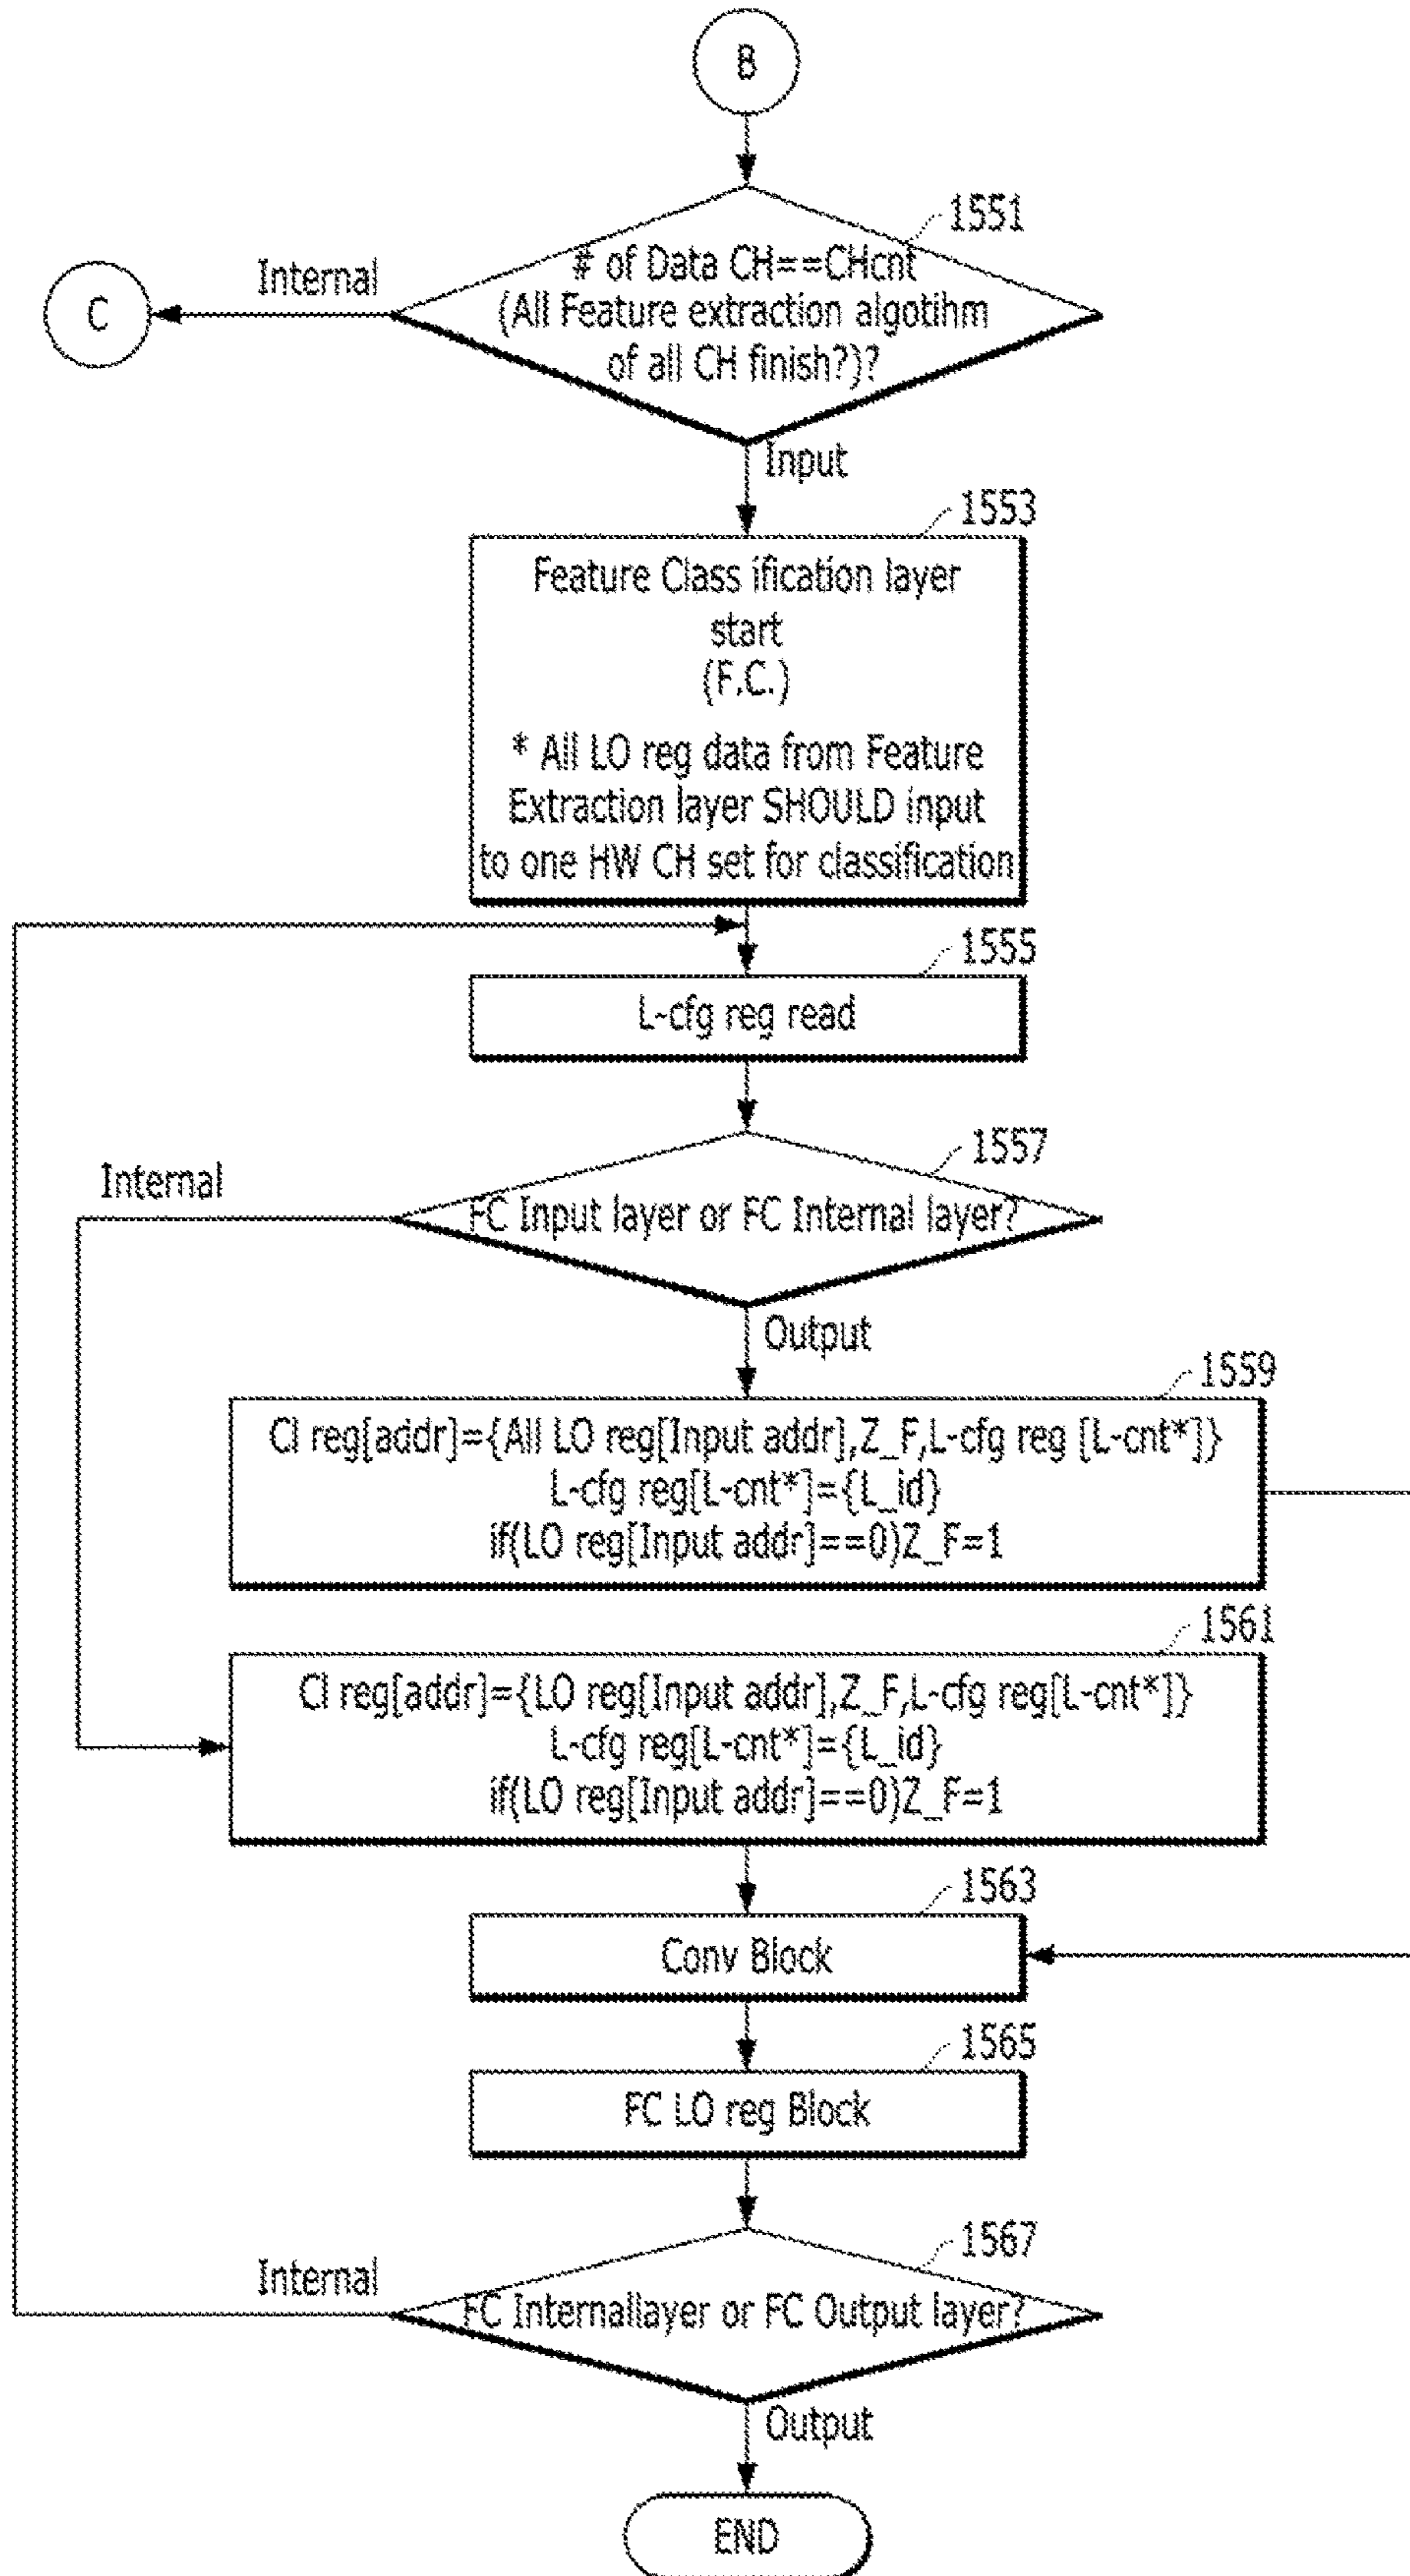 B
1551
# of Data CH==CHcnt
(All Feature extraction algotihm
of all CH finish?)?
Internal
C
Input
1553
Feature Class ification layer
start
(F.C.)
* All LO reg data from Feature
Extraction layer SHOULD input
to one HW CH set for classification
1555
L-cfg reg read
1557
Internal
FC Input layer or FC Internal layer?
Output
1559
CI reg[addr]={All LO reg[Input addr],Z_F,L-cfg reg [L-cnt*]}
L-cfg reg[L-cnt*]={L_id}
if(LO reg[Input addr]==0)Z_F=1
1561
CI reg[addr]={LO reg[Input addr],Z_F,L-cfg reg[L-cnt*]}
L-cfg reg[L-cnt*]={L_id}
if(LO reg[Input addr]==0)Z_F=1
1563
Conv Block
1565
FC LO reg Block
1567
Internal
FC Internallayer or FC Output layer?
Output
END